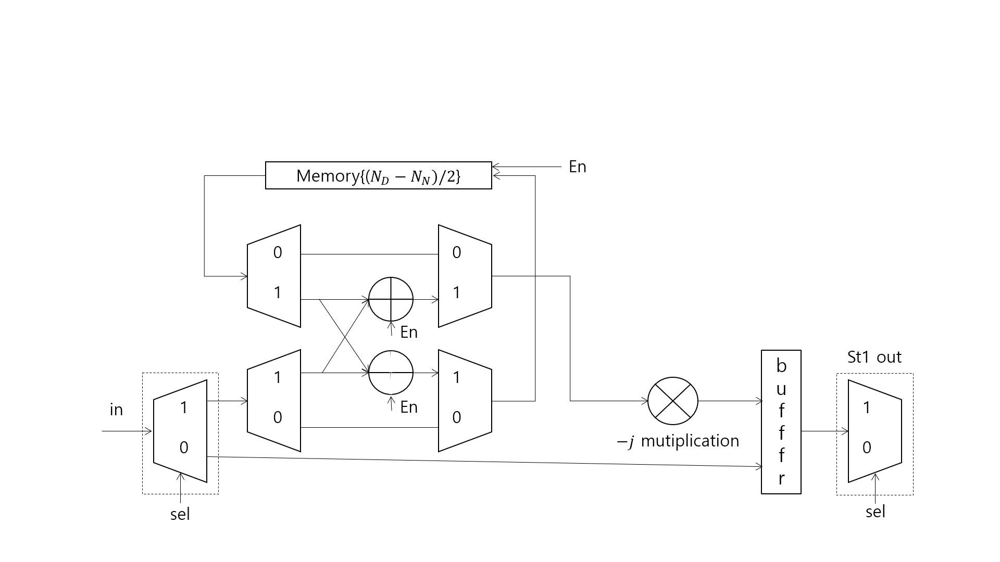 En
Memory{(N_D − N_N)/2}
0
0
1
1
En
St1 out
1
1
in
1
0
0
En
1
0
0
−j mutiplication
b
u
f
f
f
r
sel
sel